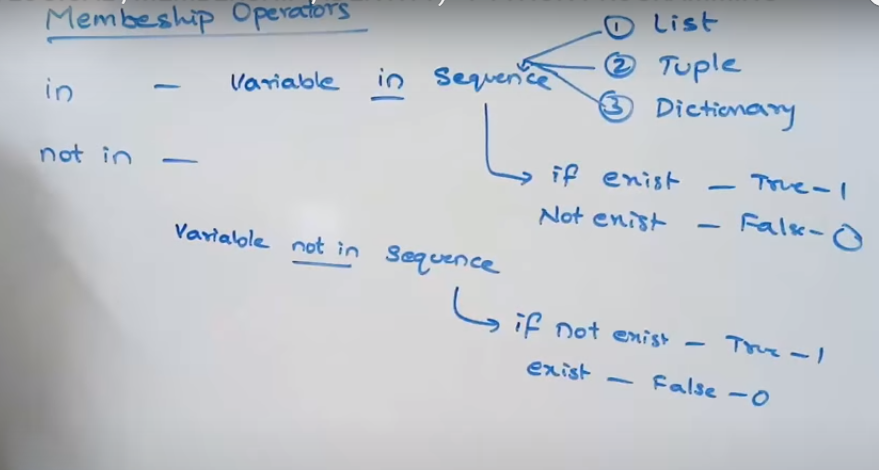 Membeship Operators
① List
in - Variable in Sequence
② Tuple
③ Dictionary
not in -
if exist - True - 1
Not exist - False - 0
Variable not in Sequence
if not exist - True - 1
exist - False - 0